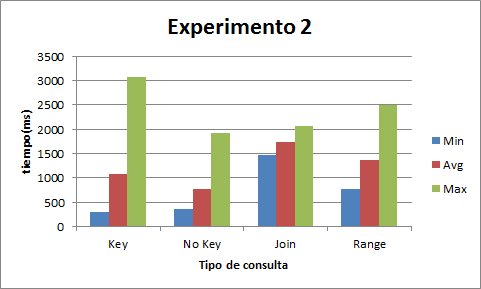 Experimento 2
tiempo(ms)
3500
3000
2500
2000
1500
1000
500
0
Key
No Key
Join
Range
Tipo de consulta
Min
Avg
Max